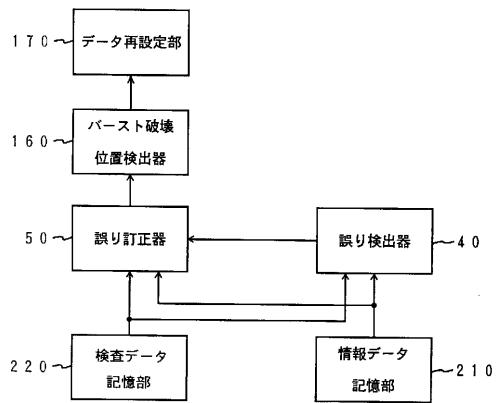 170
データ再設定部
160
バースト破壊
位置検出器
50
誤り訂正器
誤り検出器
40
220
検査データ
記憶部
情報データ
記憶部
210